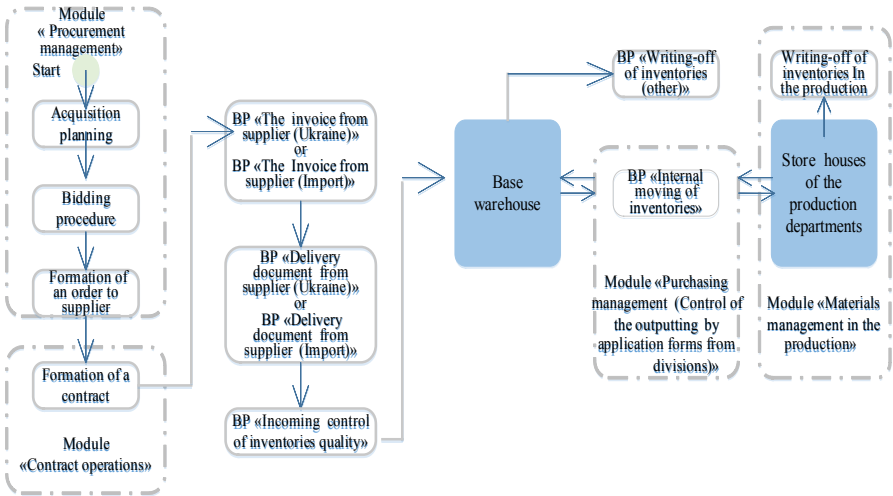 Module
« Procurement
management»
Start
Acquisition
planning
Bidding
procedure
Formation of
an order to
supplier
Formation of a
contract
Module
«Contract operations»
BP «The invoice from
supplier (Ukraine)»
or
BP «The Invoice from
supplier (Import)»
BP «Delivery
document from
supplier (Ukraine)»
or
BP «Delivery
document from
supplier (Import)»
BP «Incoming control
of inventories quality»
Base
warehouse
BP «Writing-off
of inventories
(other)»
BP «Internal
moving of
inventories»
Module «Purchasing
management (Control of
the outputting by
application forms from
divisions)»
Writing-off of
inventories In
the production
Store houses
of the
production
departments
Module «Materials
management in the
production»